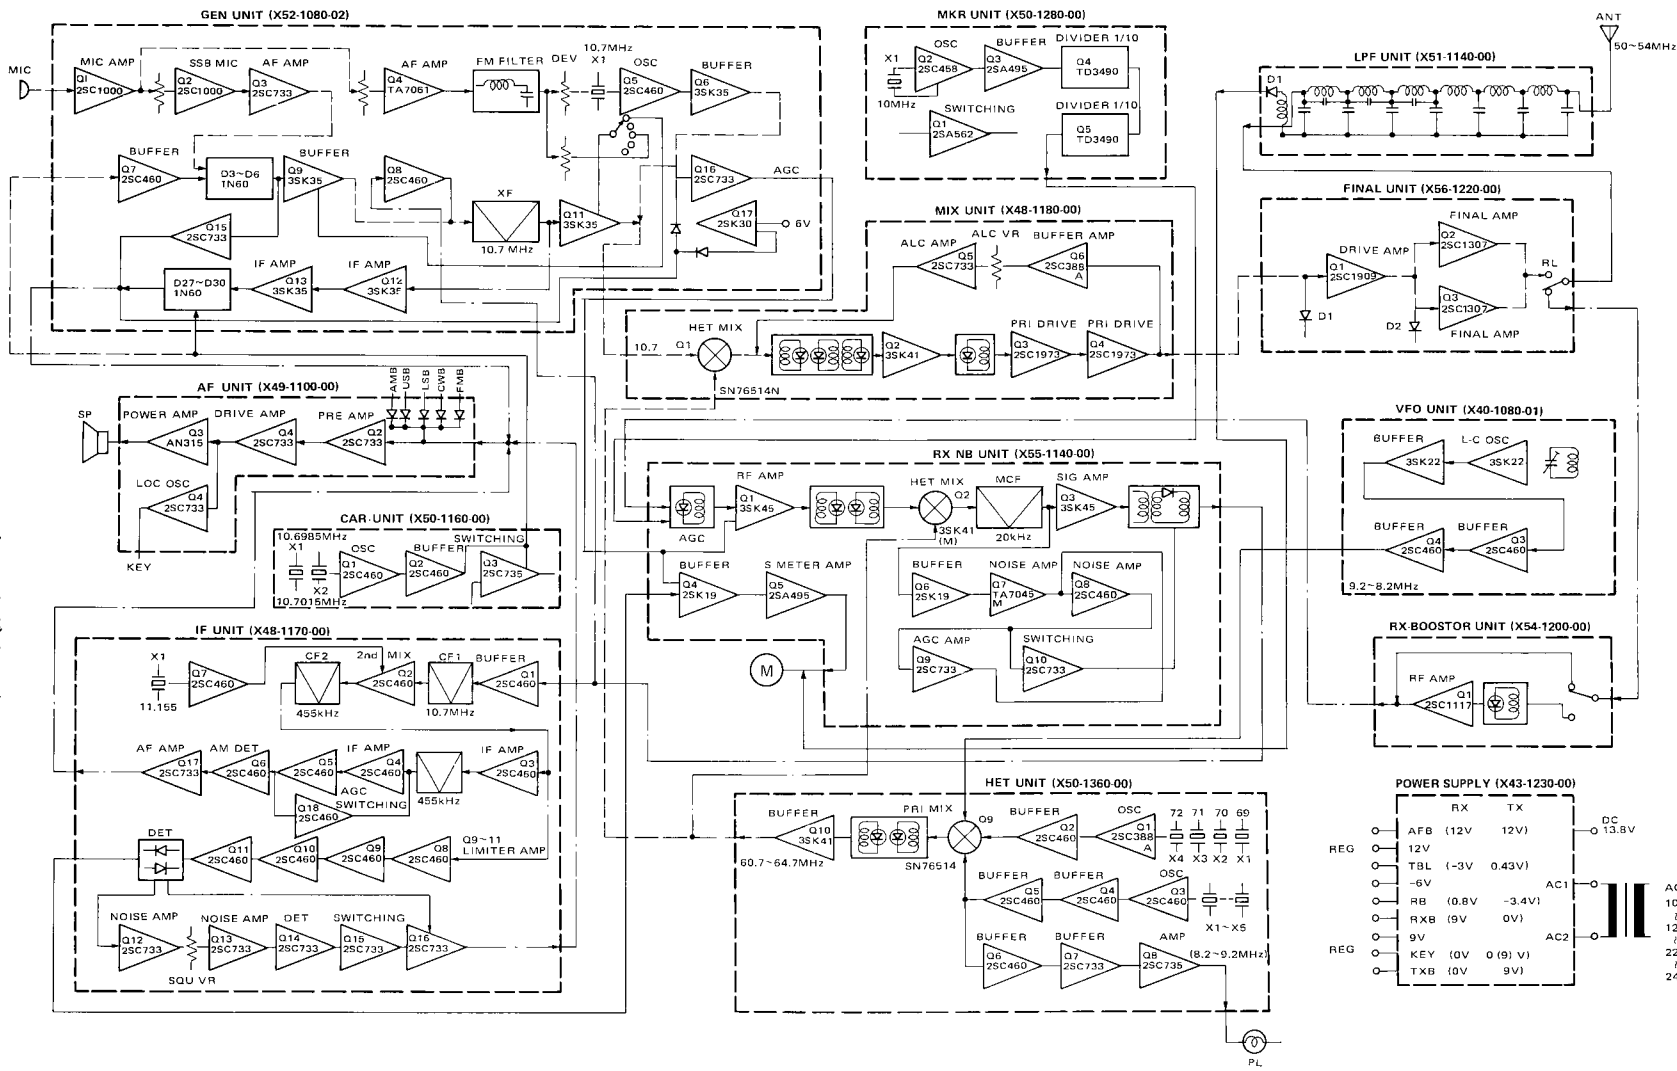 GEN UNIT (X52-1080-02)
MIC
MIC AMP
Q1
2SC1000
SSB MIC
Q2
2SC1000
AF AMP
Q3
2SC733
AF AMP
Q4
TA7061
FM FILTER
DEV
10.7MHz
X1
OSC
Q5
2SC460
BUFFER
Q6
3SK35
BUFFER
Q7
2SC460
D3~D6
1N60
BUFFER
Q9
3SK35
Q8
2SC460
XF
10.7 MHz
Q11
3SK35
Q16
2SC733
AGC
Q17
2SK30
6V
Q15
2SC733
D27~D30
1N60
IF AMP
Q13
3SK35
IF AMP
Q12
MKR UNIT (X50-1280-00)
X1
10MHz
OSC
Q2
2SC458
BUFFER
Q3
2SA495
DIVIDER 1/10
Q4
TD3490
SWITCHING
Q1
2SA562
DIVIDER 1/10
Q5
TD3490
ANT
50~54MHz
LPF UNIT (X51-1140-00)
D1
FINAL UNIT (X56-1220-00)
DRIVE AMP
Q1
2SC1909
FINAL AMP
Q2
2SC1307
Q3
2SC1307
FINAL AMP
D1
D2
RL
MIX UNIT (X48-1180-00)
ALC AMP
Q5
2SC733
ALC VR
BUFFER AMP
Q6
2SC388
A
HET MIX
10.7
Q1
SN76514N
Q2
3SK41
PRI DRIVE
Q3
2SC1973
PRI DRIVE
Q4
2SC1973
AF UNIT (X49-1100-00)
SP
POWER AMP
Q3
AN315
DRIVE AMP
Q4
2SC733
PRE AMP
Q2
2SC733
AMB
USB
LSB
CWB
FMB
LOC OSC
Q4
2SC733
KEY
CAR UNIT (X50-1160-00)
10.6985MHz
X1
X2
10.7015MHz
OSC
Q1
2SC460
BUFFER
Q2
2SC460
SWITCHING
Q3
2SC735
RX NB UNIT (X55-1140-00)
AGC
RF AMP
Q1
3SK45
HET MIX
Q2
3SK41
(M)
MCF
20kHz
SIG AMP
Q3
3SK45
BUFFER
Q4
2SK19
S METER AMP
Q5
2SA495
BUFFER
Q6
2SK19
NOISE AMP
Q7
TA7045
M
NOISE AMP
Q8
2SC460
AGC AMP
Q9
2SC733
SWITCHING
Q10
2SC733
M
VFO UNIT (X40-1080-01)
BUFFER
3SK22
L-C OSC
3SK22
BUFFER
Q4
2SC460
BUFFER
Q3
2SC460
9.2~8.2MHz
RX-BOOSTOR UNIT (X54-1200-00)
RF AMP
Q1
2SC1117
IF UNIT (X48-1170-00)
X1
11.155
Q7
2SC460
CF2
455kHz
2nd MIX
Q2
2SC460
CF1
10.7MHz
BUFFER
Q1
2SC460
AF AMP
Q17
2SC733
AM DET
Q6
2SC460
Q5
2SC460
IF AMP
Q4
2SC460
455kHz
IF AMP
Q3
2SC460
AGC
SWITCHING
Q18
2SC460
DET
Q11
2SC460
Q10
2SC460
Q9
2SC460
Q8
2SC460
Q9~11
LIMITER AMP
NOISE AMP
Q12
2SC733
SQU VR
NOISE AMP
Q13
2SC733
DET
Q14
2SC733
SWITCHING
Q15
2SC733
Q16
2SC733
HET UNIT (X50-1360-00)
BUFFER
Q10
3SK41
60.7~64.7MHz
PRI MIX
Q9
SN76514
BUFFER
Q2
2SC460
OSC
Q1
2SC388
A
72 71 70 69
X4 X3 X2 X1
BUFFER
Q5
2SC460
BUFFER
Q4
2SC460
OSC
Q3
2SC460
X1~X5
BUFFER
Q6
2SC460
BUFFER
Q7
2SC733
AMP
Q8
2SC735
(8.2~9.2MHz)
PL
POWER SUPPLY (X43-1230-00)
RX TX
AFB (12V 12V)
REG 12V
TBL (-3V 0.43V)
-6V
RB (0.8V -3.4V)
RXB (9V 0V)
REG 9V
KEY (0V 0 (9) V)
TXB (0V 9V)
DC
13.8V
AC1
AC2